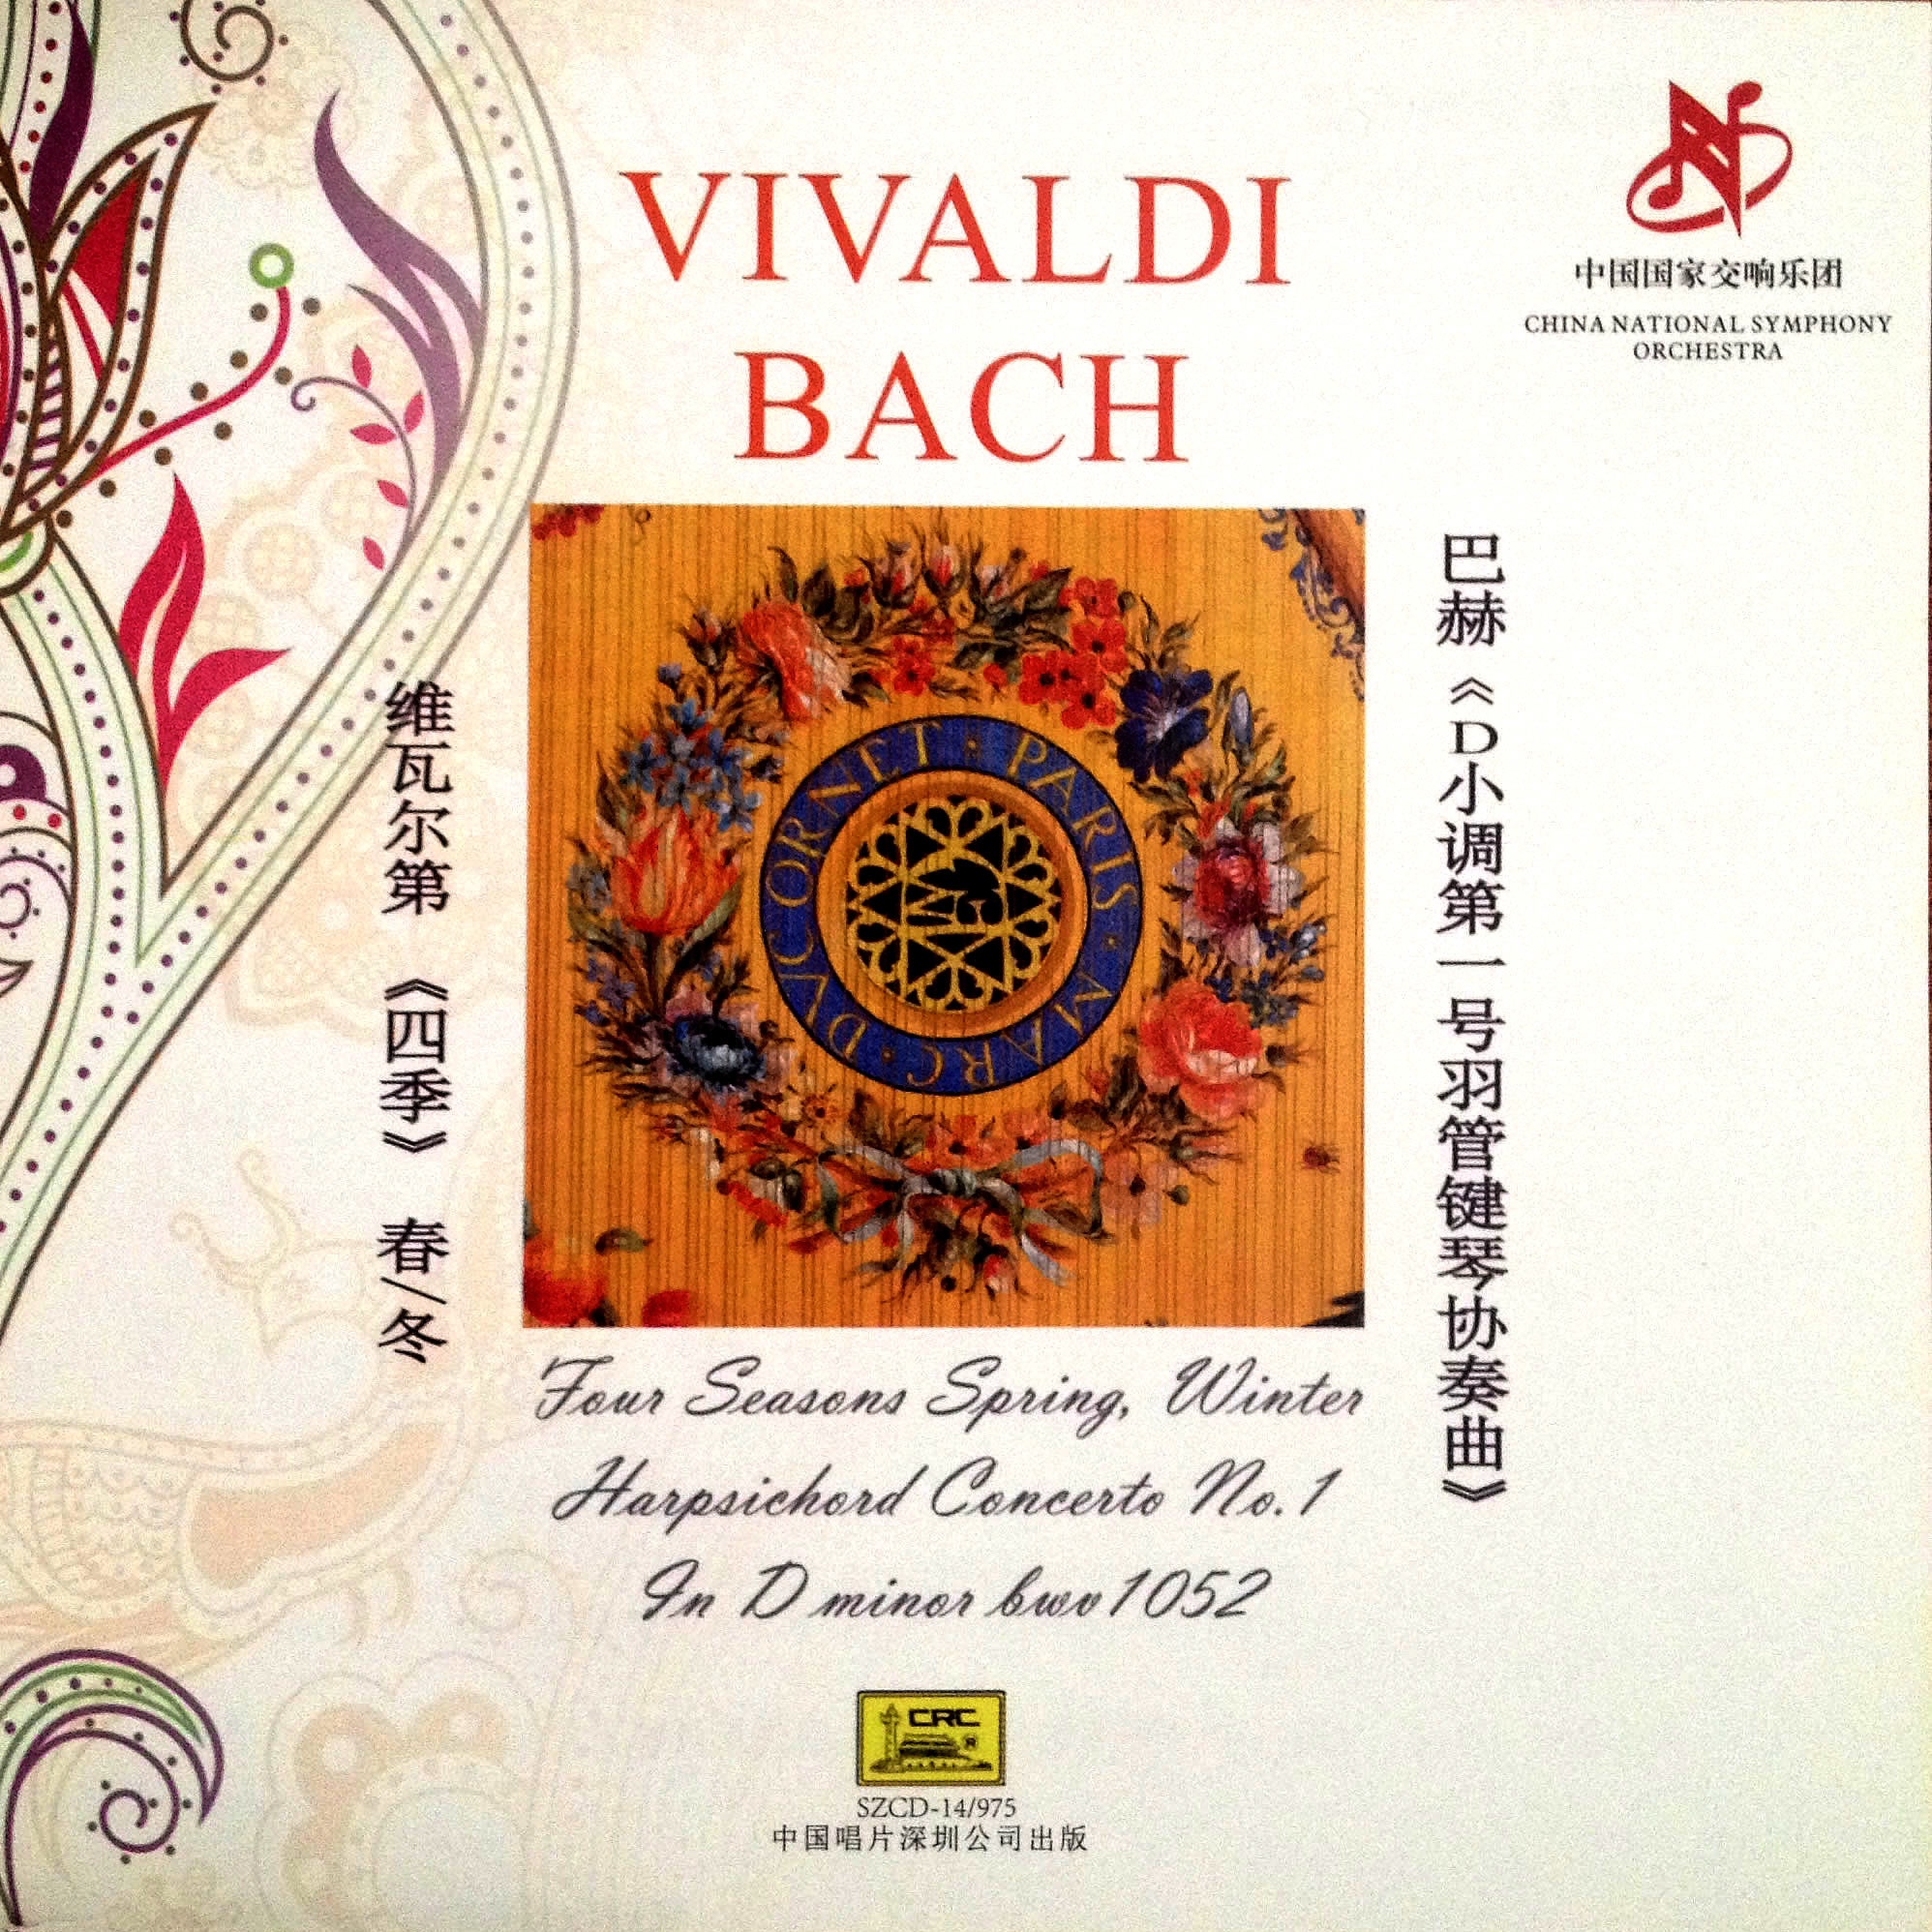 VIVALDI
BACH
中国国家交响乐团
CHINA NATIONAL SYMPHONY
ORCHESTRA
维瓦尔第 《四季》 春/冬
DVCORNET · PARIS · MARC ·
巴赫《D小调第一号羽管键琴协奏曲》
Four Seasons Spring, Winter
Harpsichord Concerto No.1
In D minor bwv1052
CRC
®
SZCD-14/975
中国唱片深圳公司出版